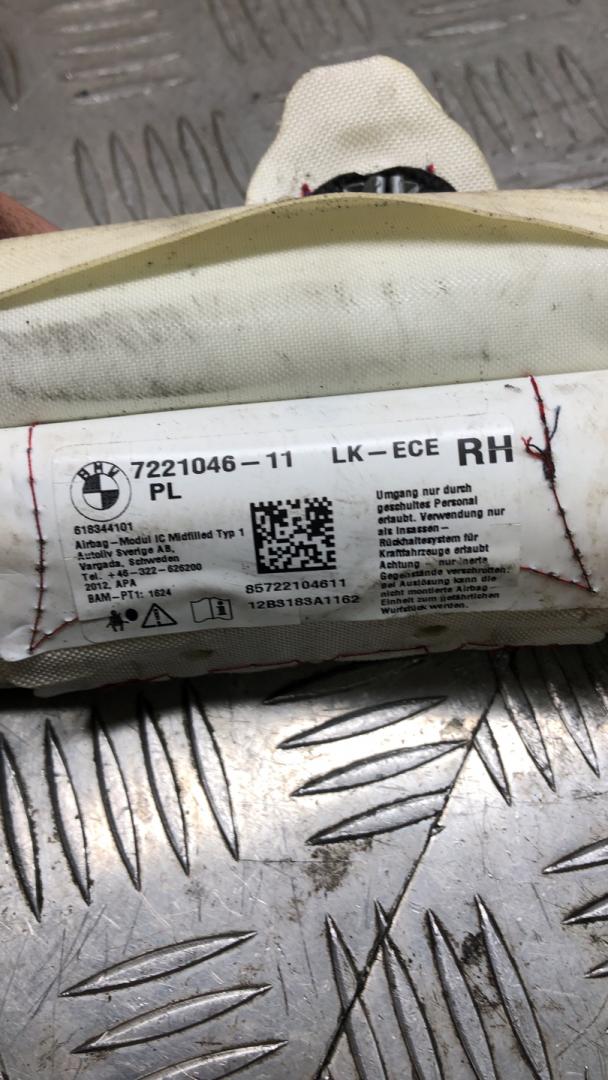 BMW
7221046-11 LK-ECE RH
PL
618344101
Airbag-Modul IC Midfilled Typ 1
Autoliv Sverige AB,
Vargada, Schweden
Tel. +46-322-626200
2012, APA
BAM-PT1: 1624
85722104611
12B3183A1162
Umgang nur durch
geschultes Personal
erlaubt. Verwendung nur
als Insassen-
Rückhaltesystem für
Kraftfahrzeuge erlaubt
Achtung - nur inerte
Gegenstände verschrotten:
bei Auslösung kann die
nicht montierte Airbag-
Einheit zum gefährlichen
Wurfstück werden.